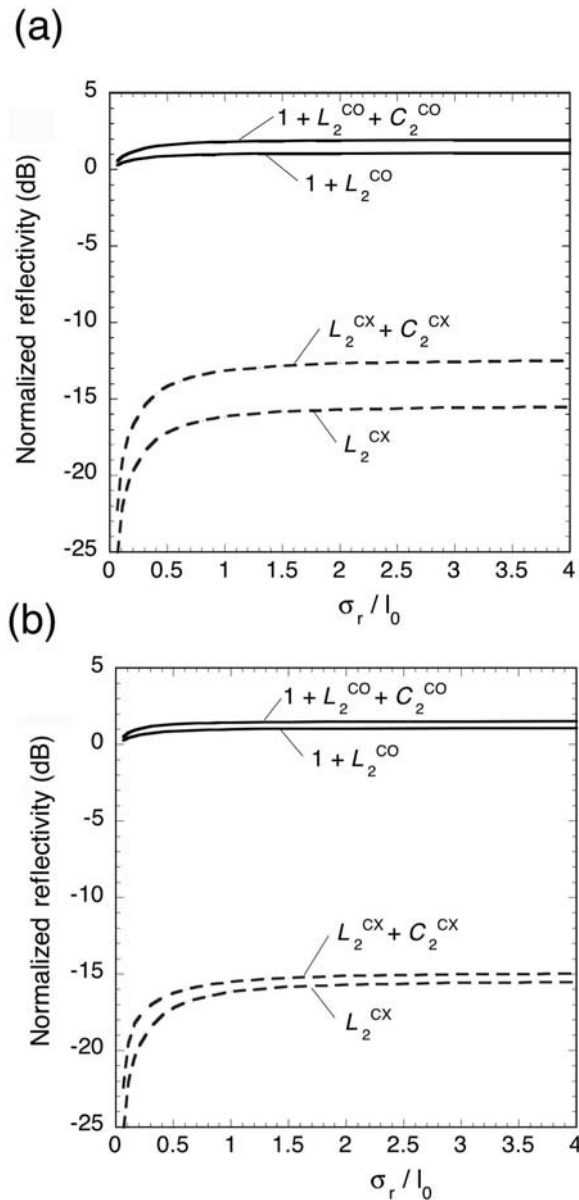 (a)
5
0
-5
-10
-15
-20
-25
Normalized reflectivity (dB)
1 + L₂ᶜᴼ + C₂ᶜᴼ
1 + L₂ᶜᴼ
L₂ᶜˣ + C₂ᶜˣ
L₂ᶜˣ
0 0.5 1 1.5 2 2.5 3 3.5 4
σᵣ / l₀
(b)
5
0
-5
-10
-15
-20
-25
Normalized reflectivity (dB)
1 + L₂ᶜᴼ + C₂ᶜᴼ
1 + L₂ᶜᴼ
L₂ᶜˣ + C₂ᶜˣ
L₂ᶜˣ
0 0.5 1 1.5 2 2.5 3 3.5 4
σᵣ / l₀